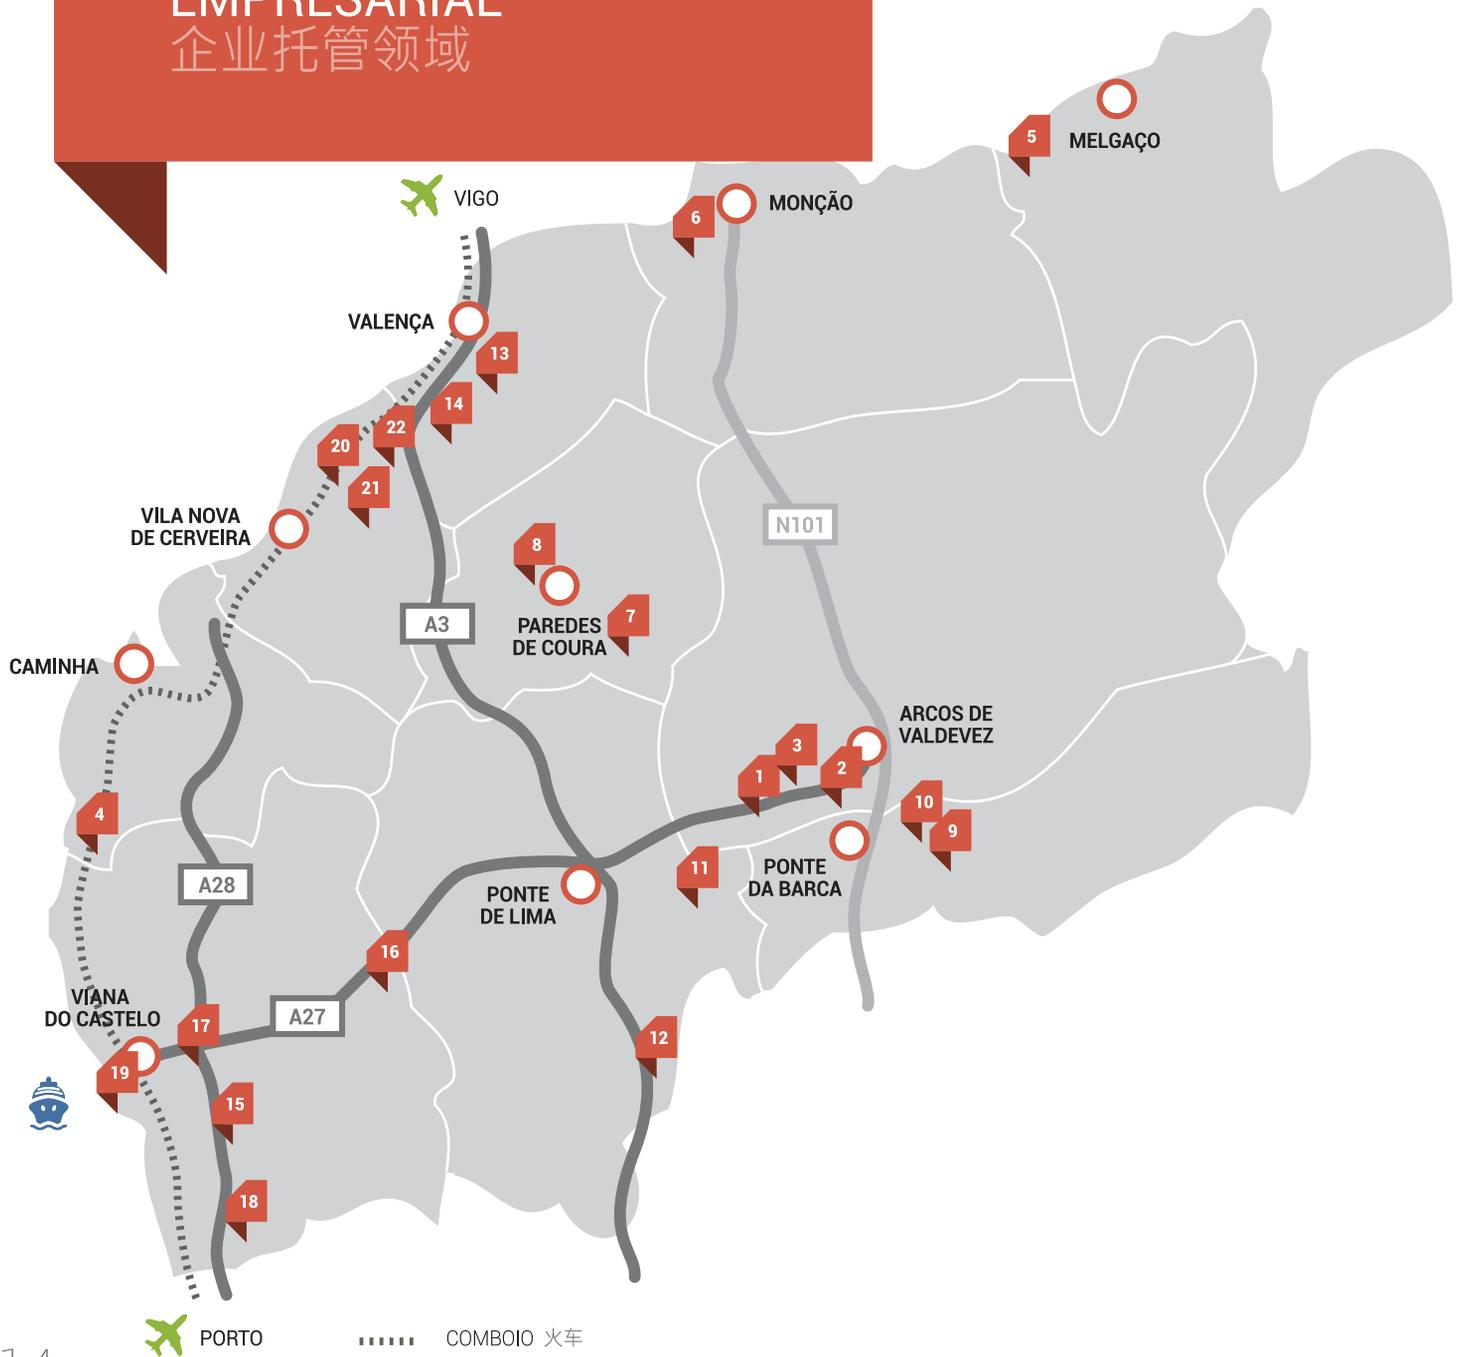 EMPRESARIAL
企业托管领域
5
MELGAÇO
VIGO
6
MONÇÃO
VALENÇA
13
14
22
20
21
VILA NOVA
DE CERVEIRA
N101
8
7
A3
PAREDES
DE COURA
CAMINHA
ARCOS DE
VALDEVEZ
3
1
2
10
9
4
11
PONTE
DA BARCA
A28
PONTE
DE LIMA
16
VIANA
DO CASTELO
A27
17
12
19
15
18
PORTO
COMBOIO 火车